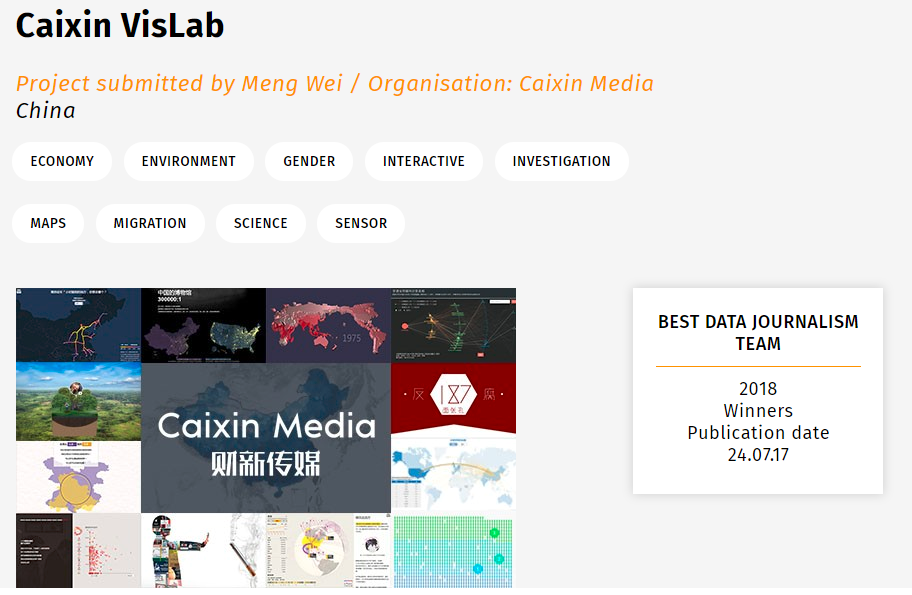 Caixin VisLab
Project submitted by Meng Wei / Organisation: Caixin Media
China
ECONOMY
ENVIRONMENT
GENDER
INTERACTIVE
INVESTIGATION
MAPS
MIGRATION
SCIENCE
SENSOR
中国的博物馆
300000:1
1975
187
Caixin Media
财新传媒
BEST DATA JOURNALISM
TEAM
2018
Winners
Publication date
24.07.17